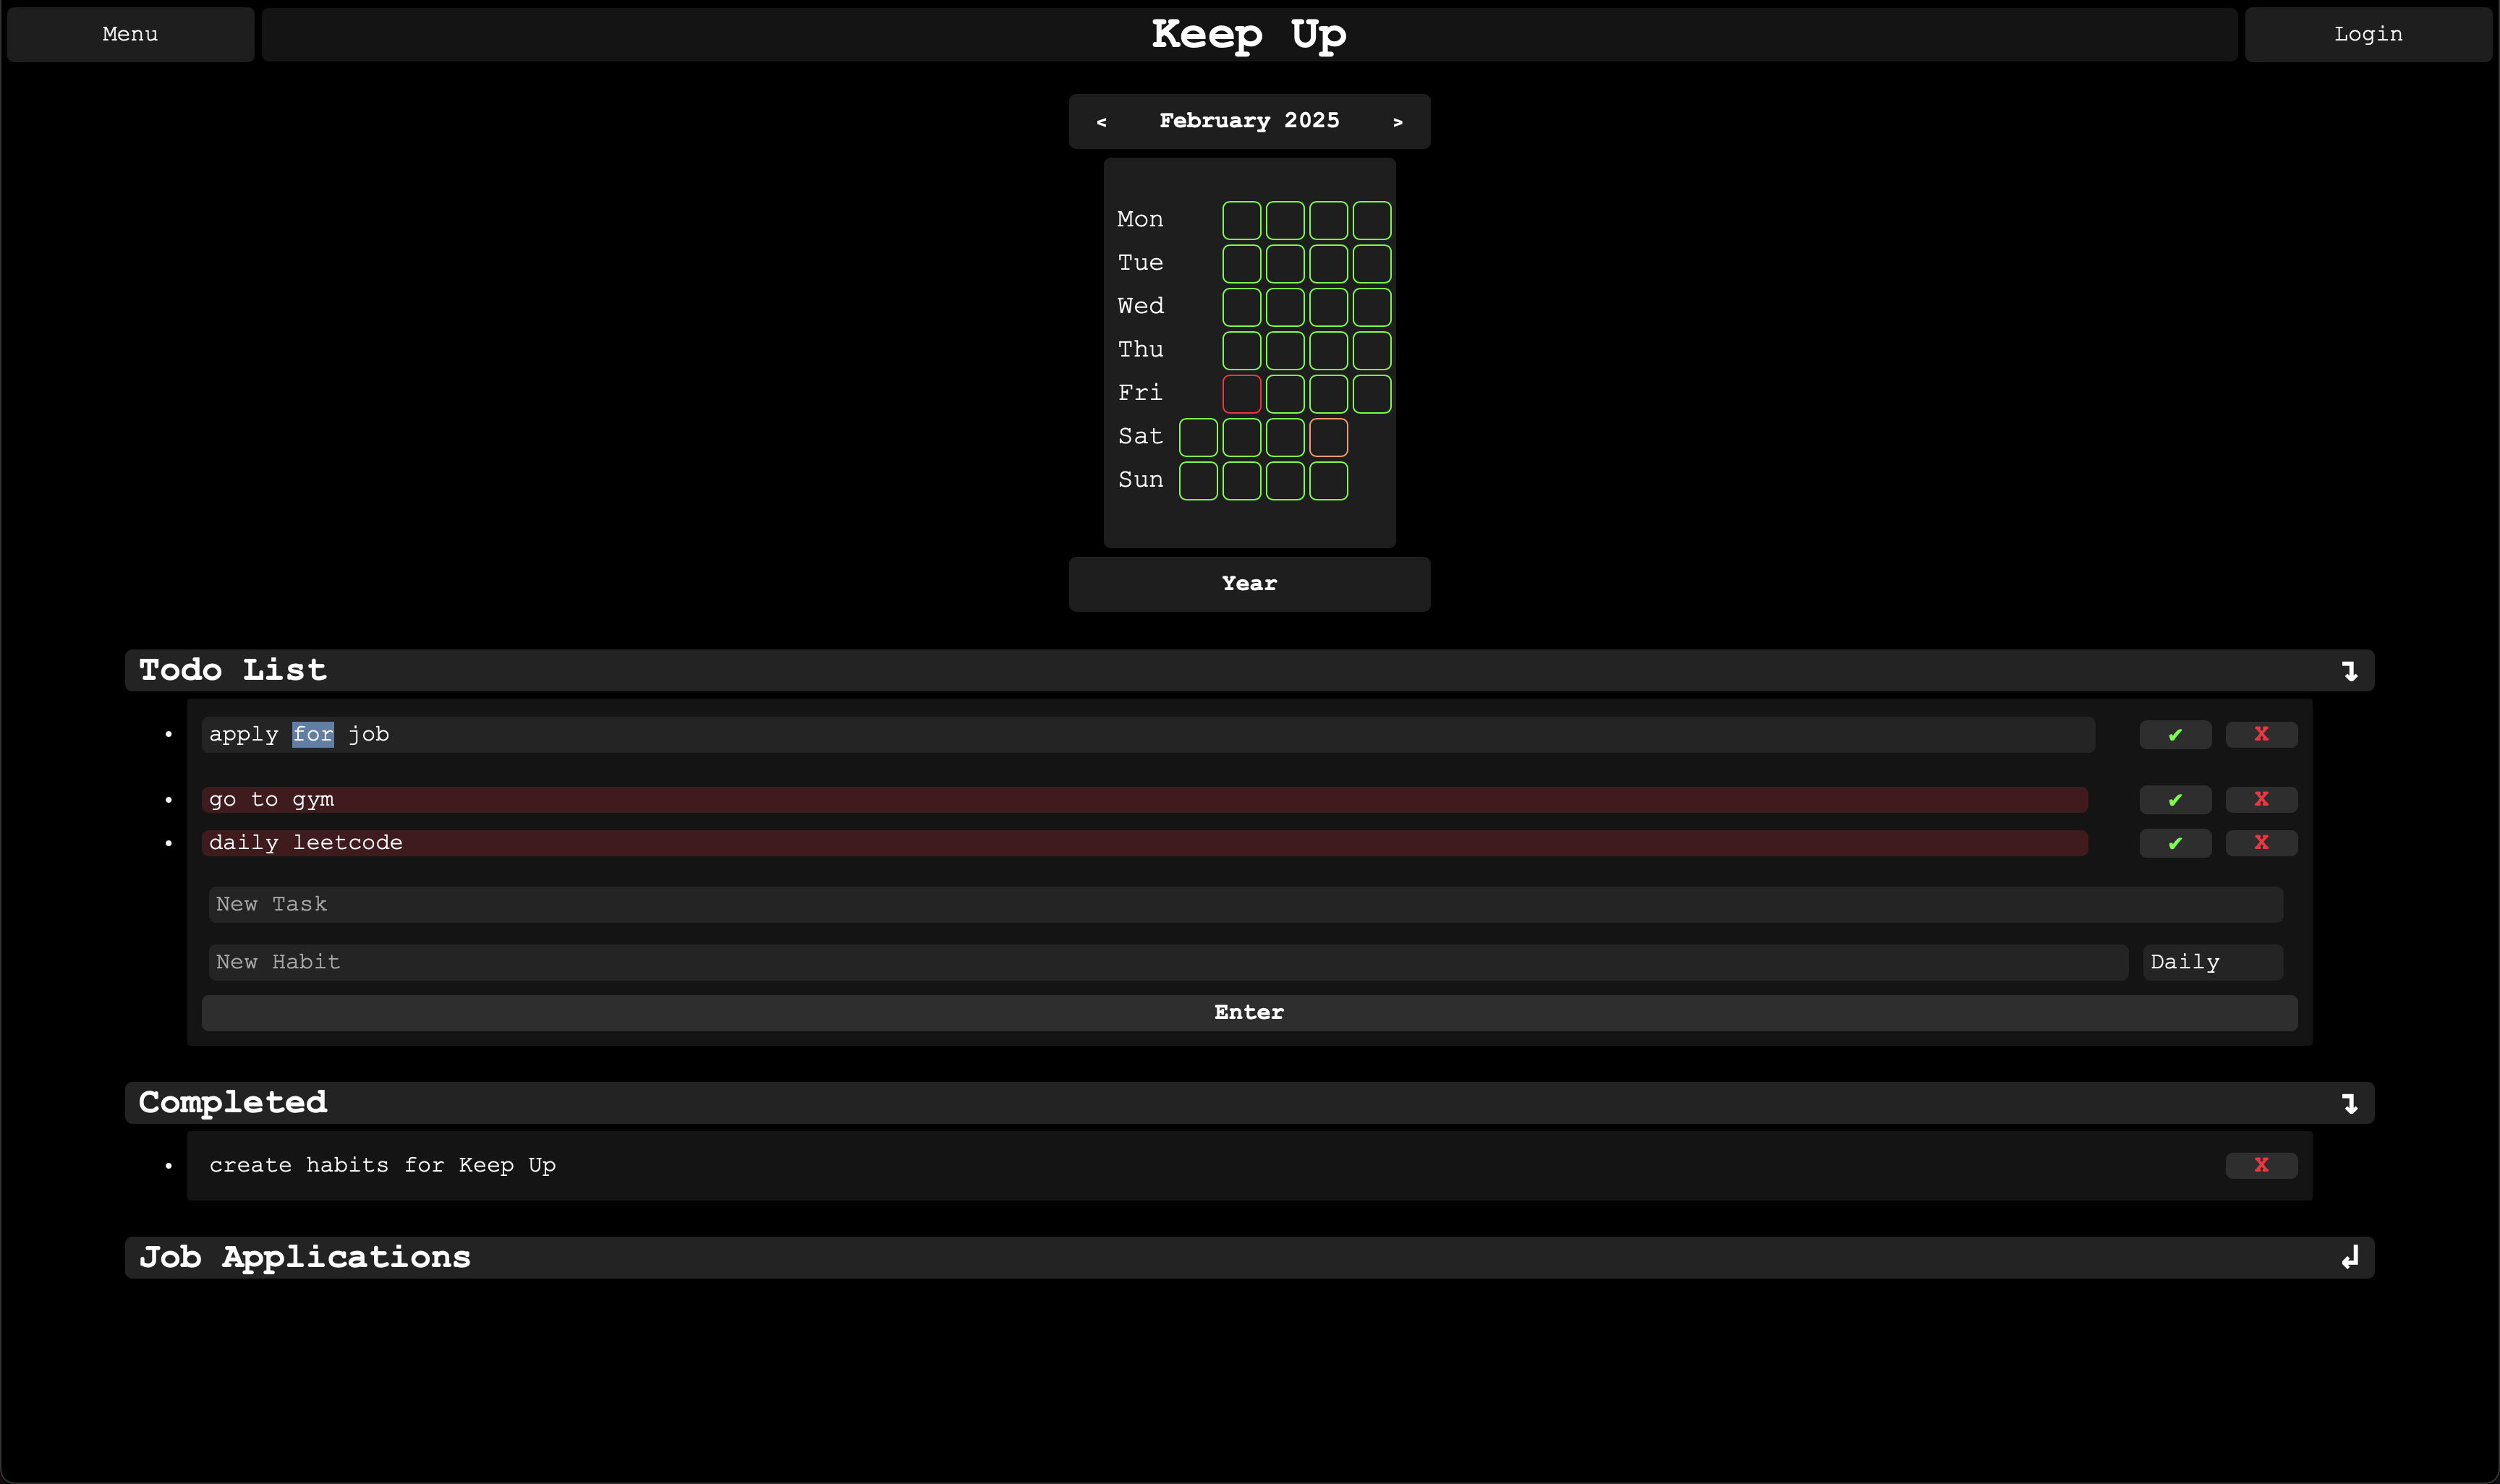 Menu
Keep Up
Login
< February 2025 >
Mon
Tue
Wed
Thu
Fri
Sat
Sun
Year
Todo List ↴
• apply for job ✔ X
• go to gym ✔ X
• daily leetcode ✔ X
New Task
New Habit Daily
Enter
Completed ↴
• create habits for Keep Up X
Job Applications ↲